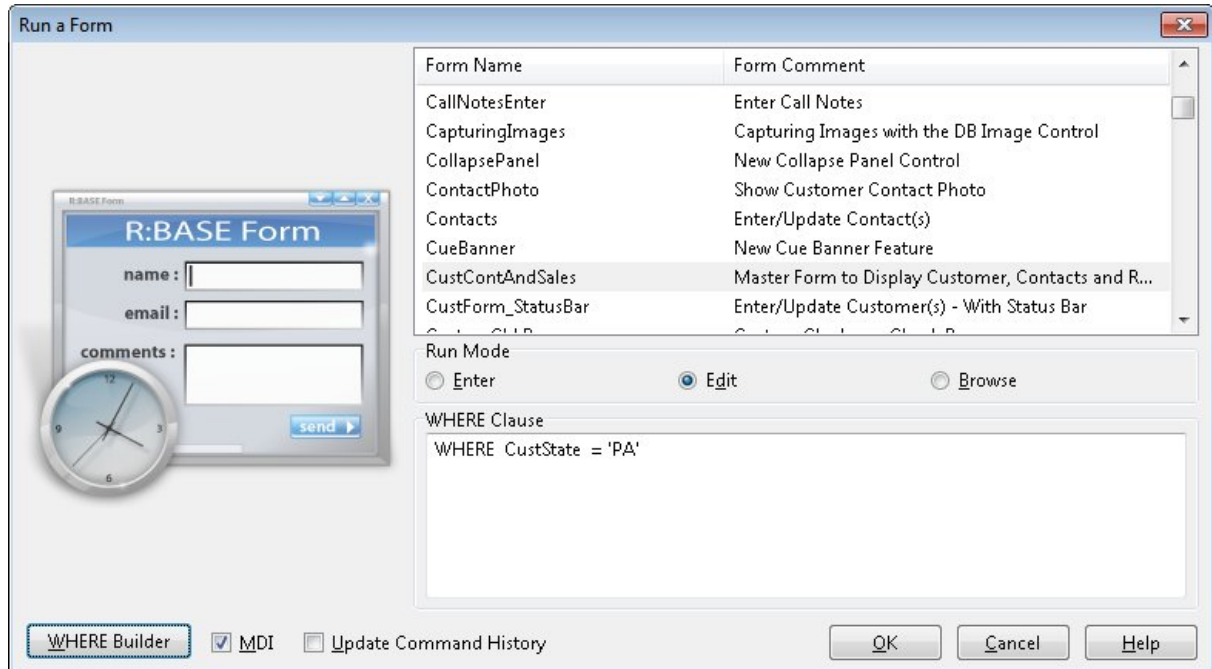 Run a Form
Form Name Form Comment
CallNotesEnter Enter Call Notes
CapturingImages Capturing Images with the DB Image Control
CollapsePanel New Collapse Panel Control
ContactPhoto Show Customer Contact Photo
Contacts Enter/Update Contact(s)
CueBanner New Cue Banner Feature
CustContAndSales Master Form to Display Customer, Contacts and R...
CustForm_StatusBar Enter/Update Customer(s) - With Status Bar
R:BASE Form
R:BASE Form
name :
email :
comments :
send
12
3
6
9
Run Mode
Enter Edit Browse
WHERE Clause
WHERE CustState = 'PA'
WHERE Builder MDI Update Command History OK Cancel Help